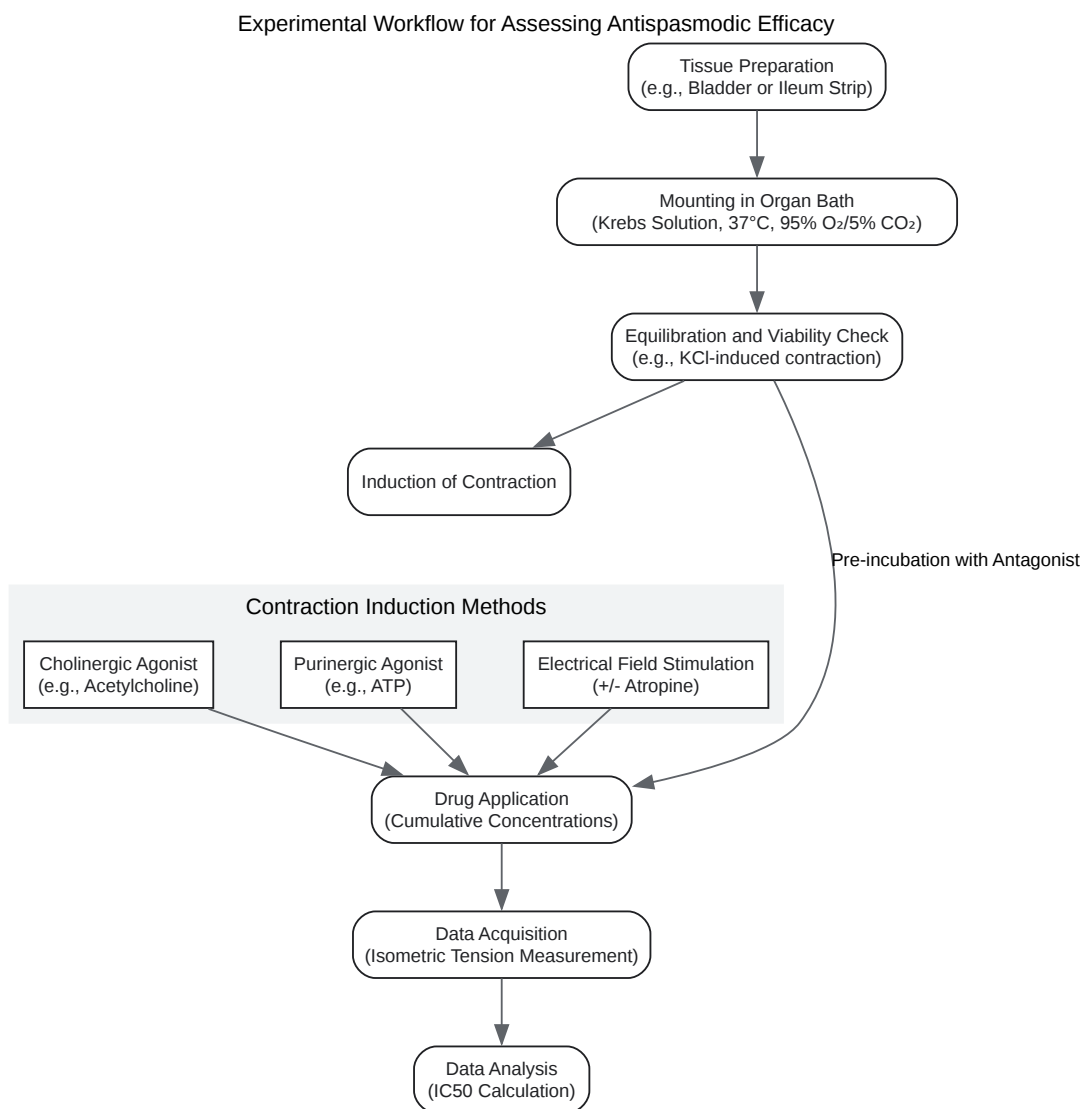 Experimental Workflow for Assessing Antispasmodic Efficacy
Tissue Preparation
(e.g., Bladder or Ileum Strip)
Mounting in Organ Bath
(Krebs Solution, 37°C, 95% O₂/5% CO₂)
Equilibration and Viability Check
(e.g., KCl-induced contraction)
Induction of Contraction
Pre-incubation with Antagonist
Contraction Induction Methods
Cholinergic Agonist
(e.g., Acetylcholine)
Purinergic Agonist
(e.g., ATP)
Electrical Field Stimulation
(+/- Atropine)
Drug Application
(Cumulative Concentrations)
Data Acquisition
(Isometric Tension Measurement)
Data Analysis
(IC50 Calculation)